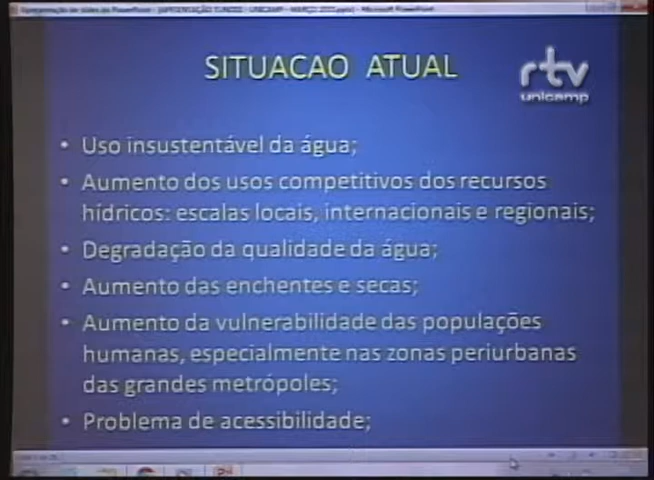 SITUACAO ATUAL
rtv
unicamp
• Uso insustentável da água;
• Aumento dos usos competitivos dos recursos
hídricos: escalas locais, internacionais e regionais;
• Degradação da qualidade da água;
• Aumento das enchentes e secas;
• Aumento da vulnerabilidade das populações
humanas, especialmente nas zonas periurbanas
das grandes metrópoles;
• Problema de acessibilidade;